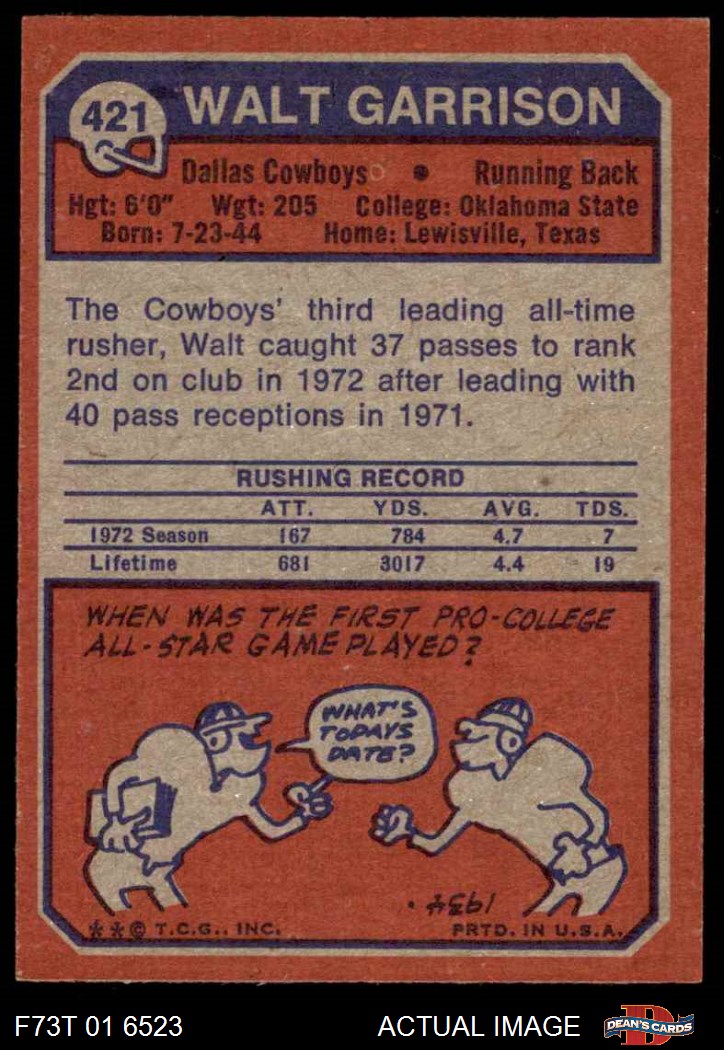 421 WALT GARRISON
Dallas Cowboys • Running Back
Hgt: 6'0" Wgt: 205 College: Oklahoma State
Born: 7-23-44 Home: Lewisville, Texas
The Cowboys' third leading all-time
rusher, Walt caught 37 passes to rank
2nd on club in 1972 after leading with
40 pass receptions in 1971.
RUSHING RECORD
ATT. YDS. AVG. TDS.
1972 Season 167 784 4.7 7
Lifetime 681 3017 4.4 19
WHEN WAS THE FIRST PRO-COLLEGE
ALL-STAR GAME PLAYED?
WHAT'S
TODAYS
DATE?
1934.
** © T.C.G., INC. PRTD. IN U.S.A.
F73T 01 6523 ACTUAL IMAGE
D
DEAN'S CARDS